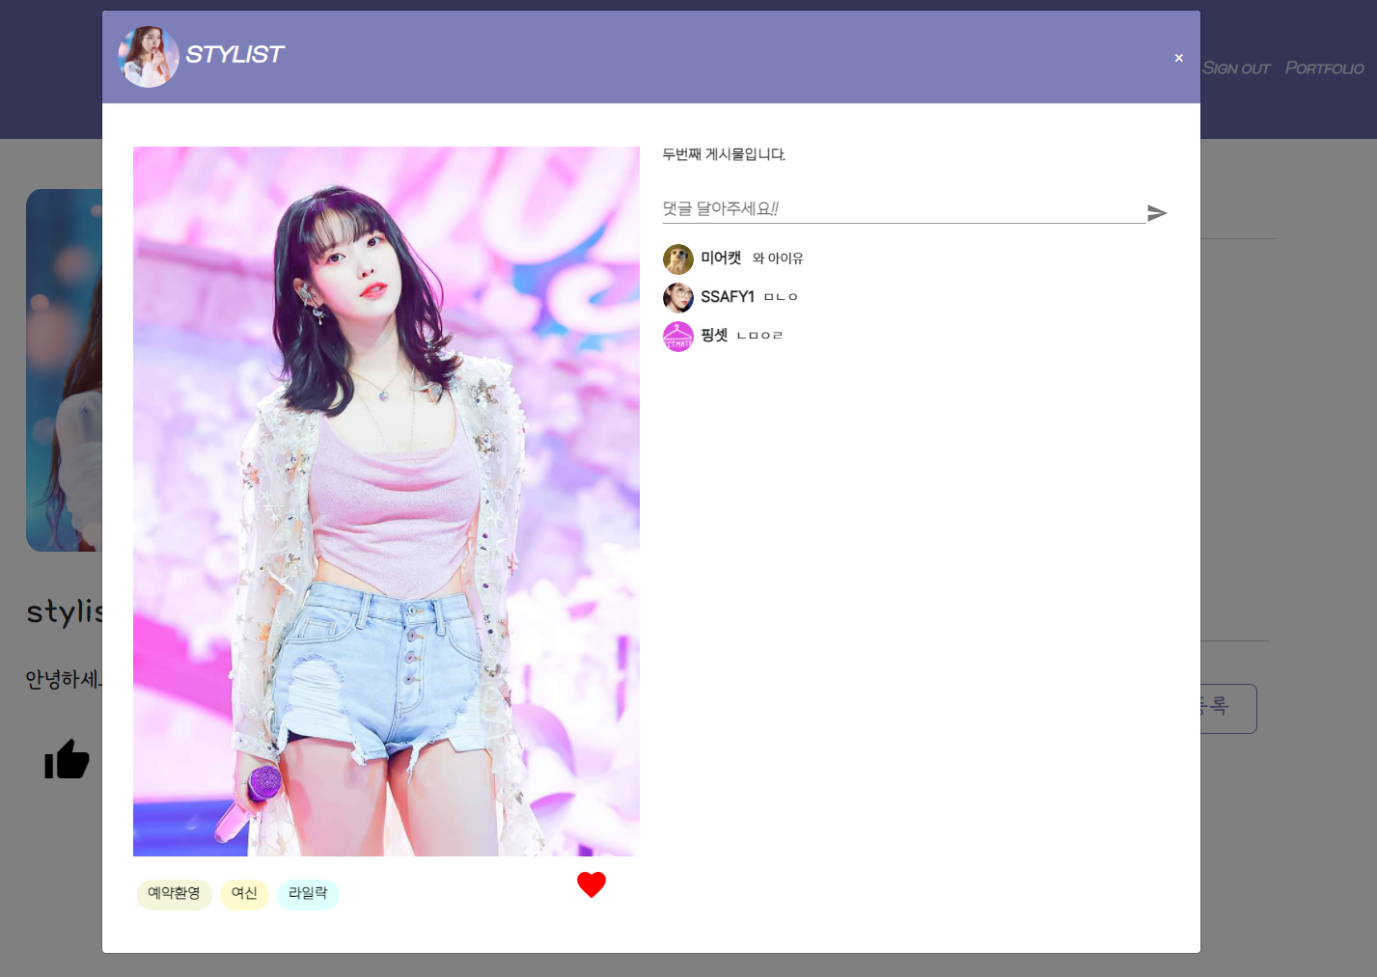 STYLIST
×
SIGN OUT PORTFOLIO
두번째 게시물입니다.
댓글 달아주세요!!
미어캣 와 아이유
SSAFY1 ㅁㄴㅇ
핑셋 ㄴㅁㅇㄹ
예약환영 여신 라일락
stylis
안녕하세
록